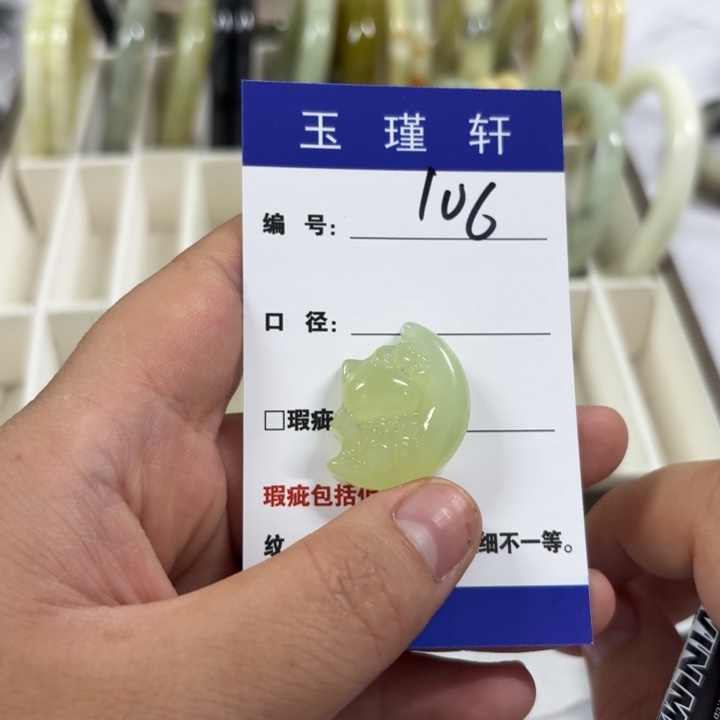 玉瑾轩
编号: 106
口径:
□瑕疵
瑕疵包括但
纹 细不一等。